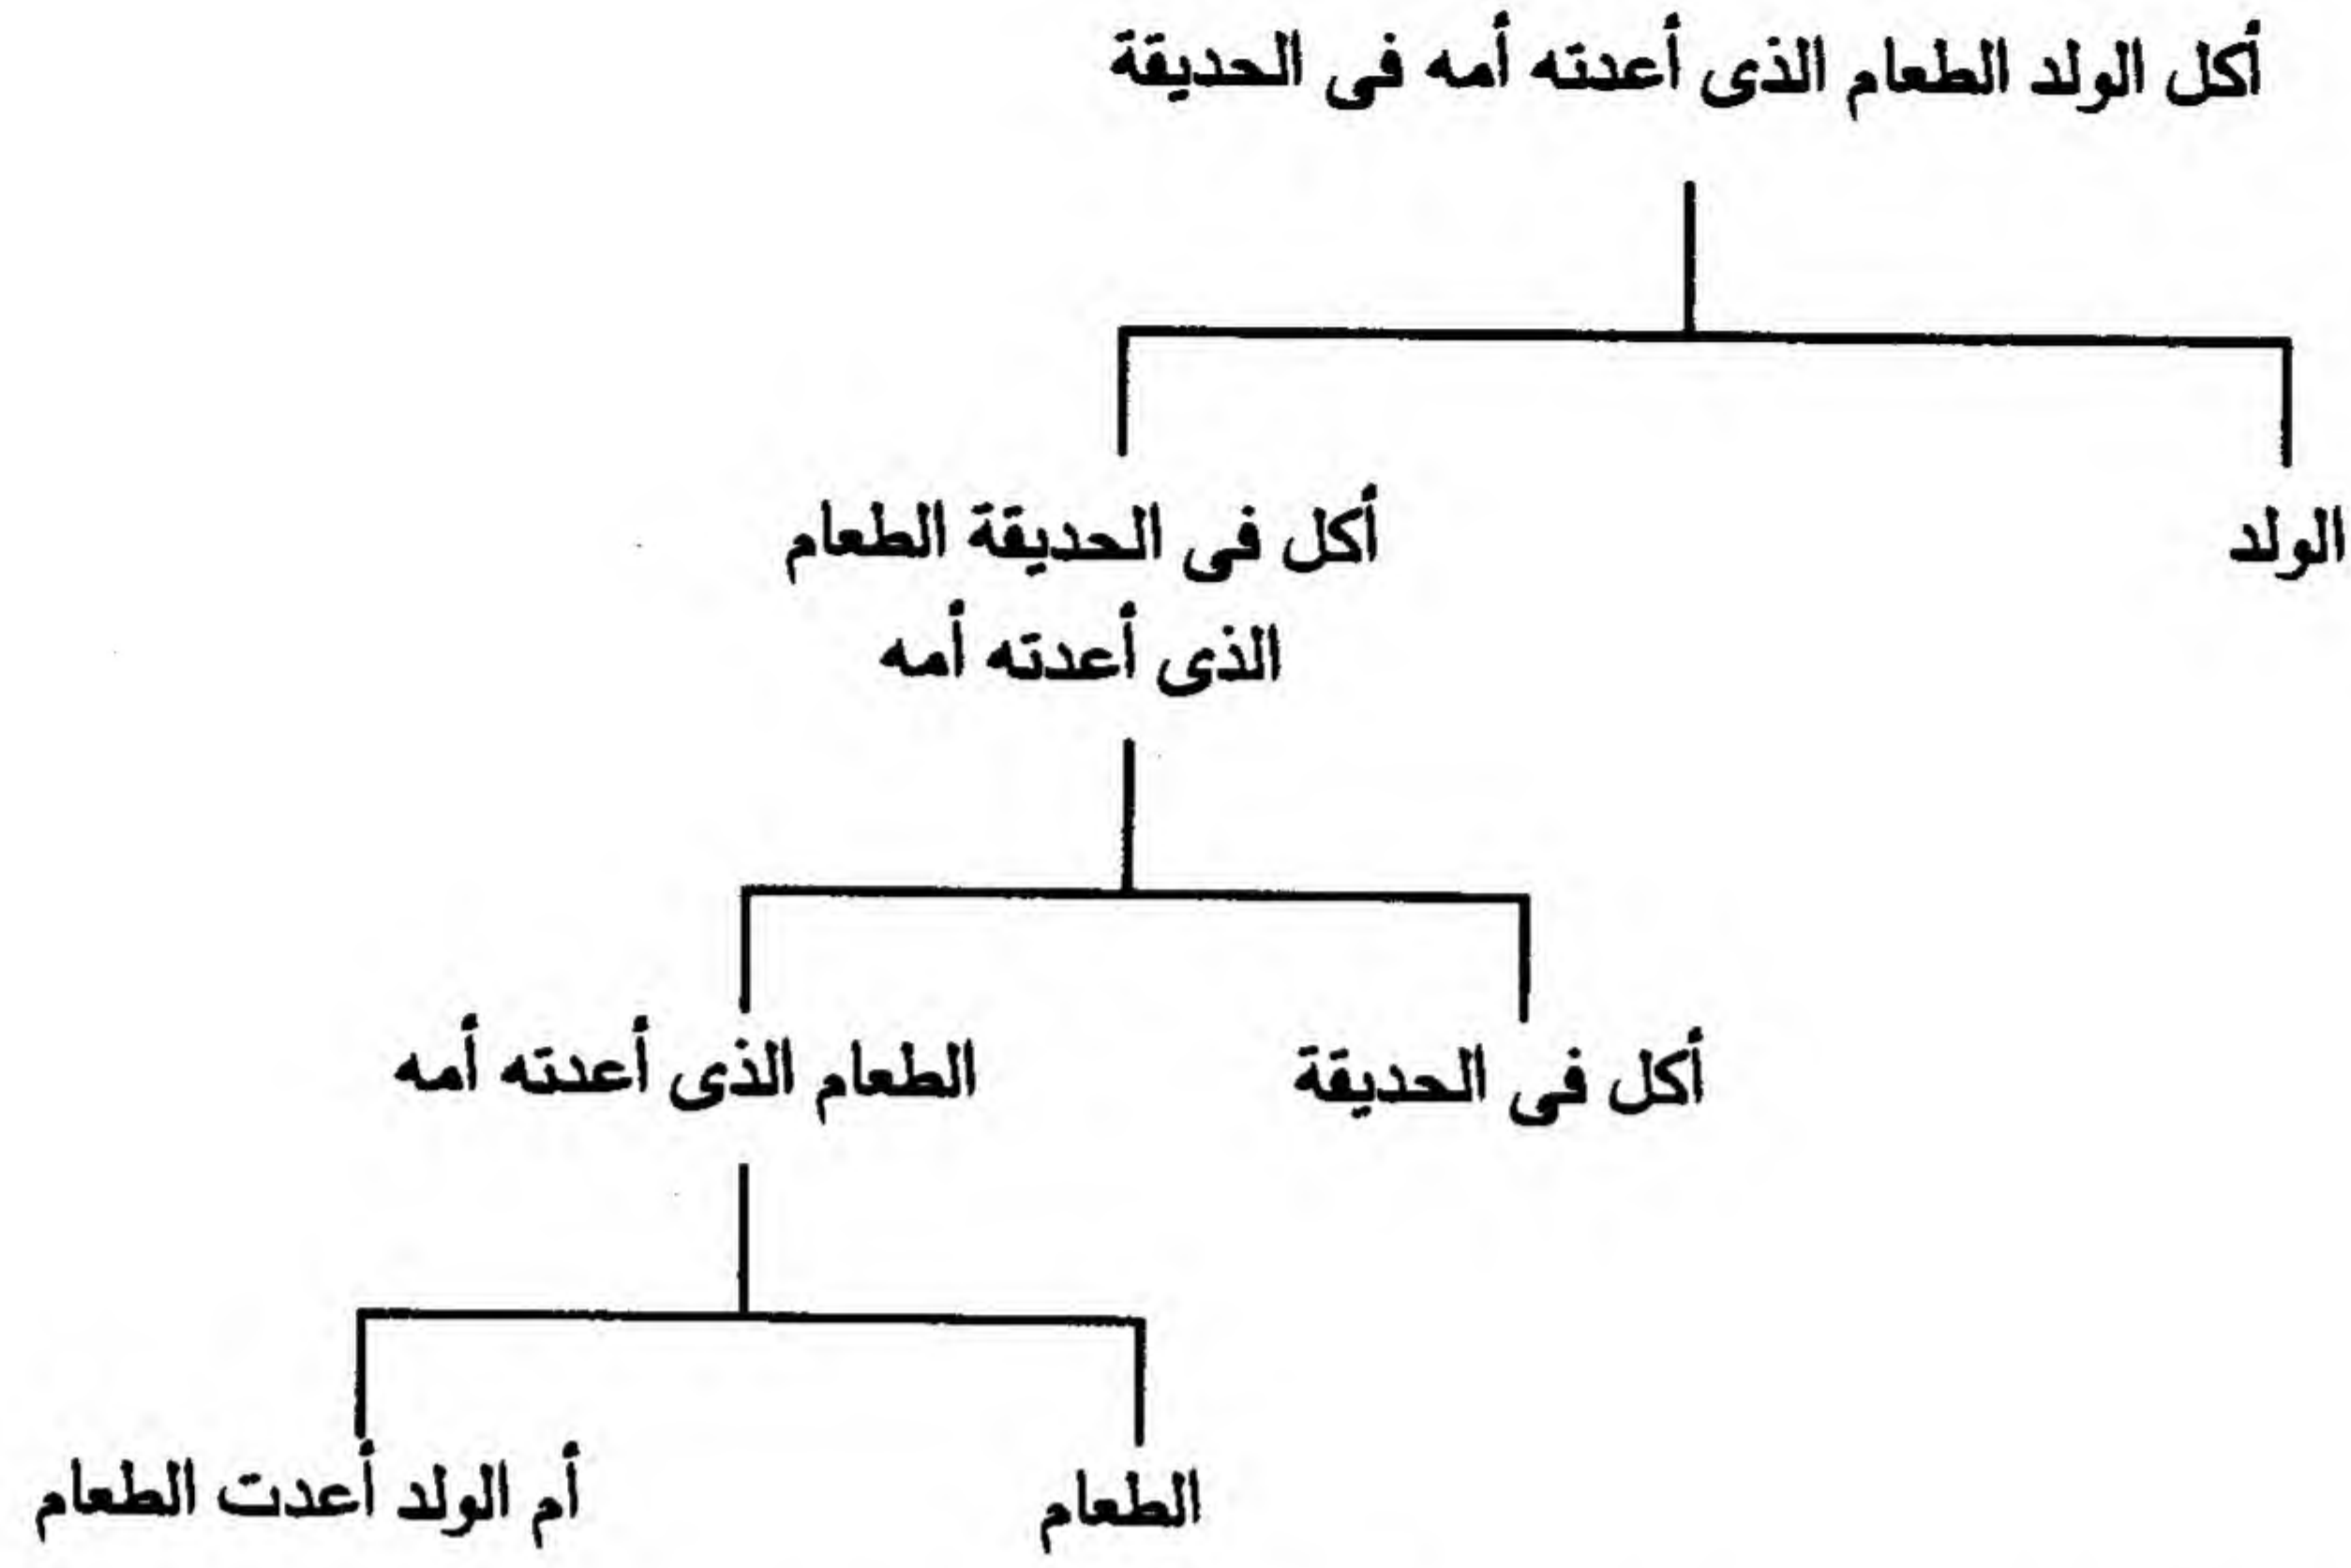 أكل الولد الطعام الذى أعدته أمه فى الحديقة
الولد
أكل فى الحديقة الطعام
الذى أعدته أمه
أكل فى الحديقة
الطعام الذى أعدته أمه
الطعام
أم الولد أعدت الطعام